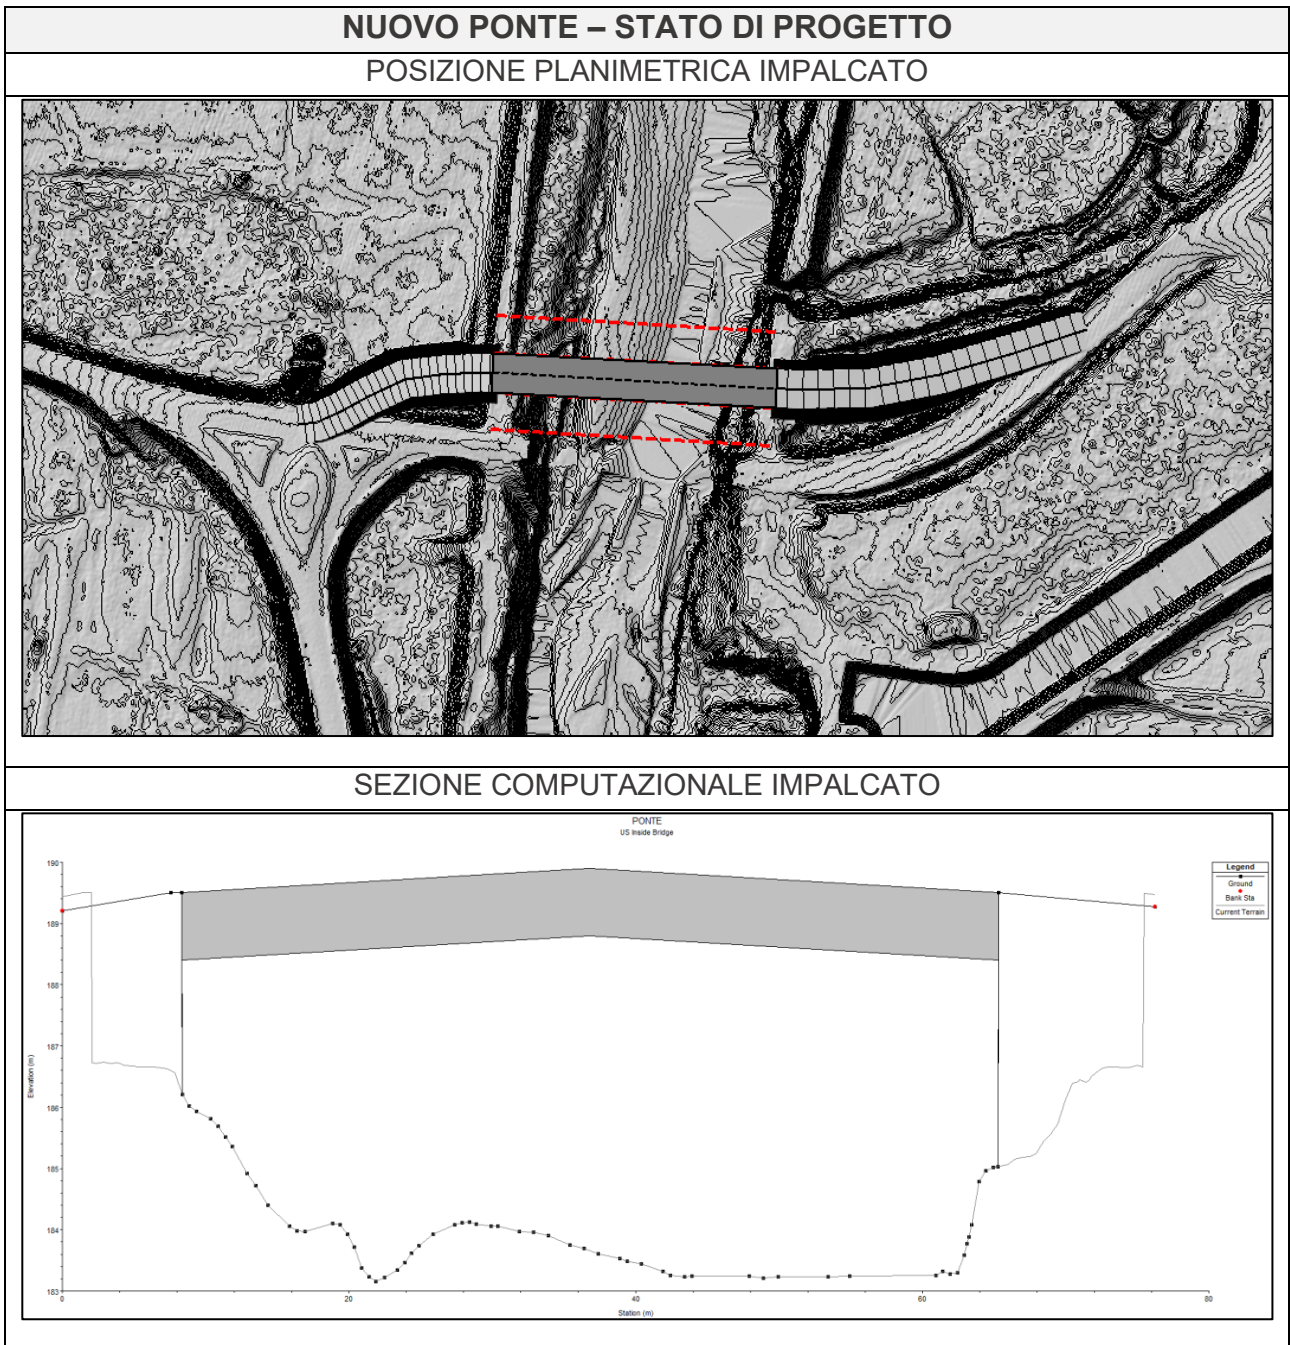 NUOVO PONTE – STATO DI PROGETTO
POSIZIONE PLANIMETRICA IMPALCATO
SEZIONE COMPUTAZIONALE IMPALCATO
PONTE
US Inside Bridge
Legend
Ground
Bank Sta
Current Terrain
190
189
188
187
186
185
184
183
Elevation (m)
0
20
40
60
80
Station (m)